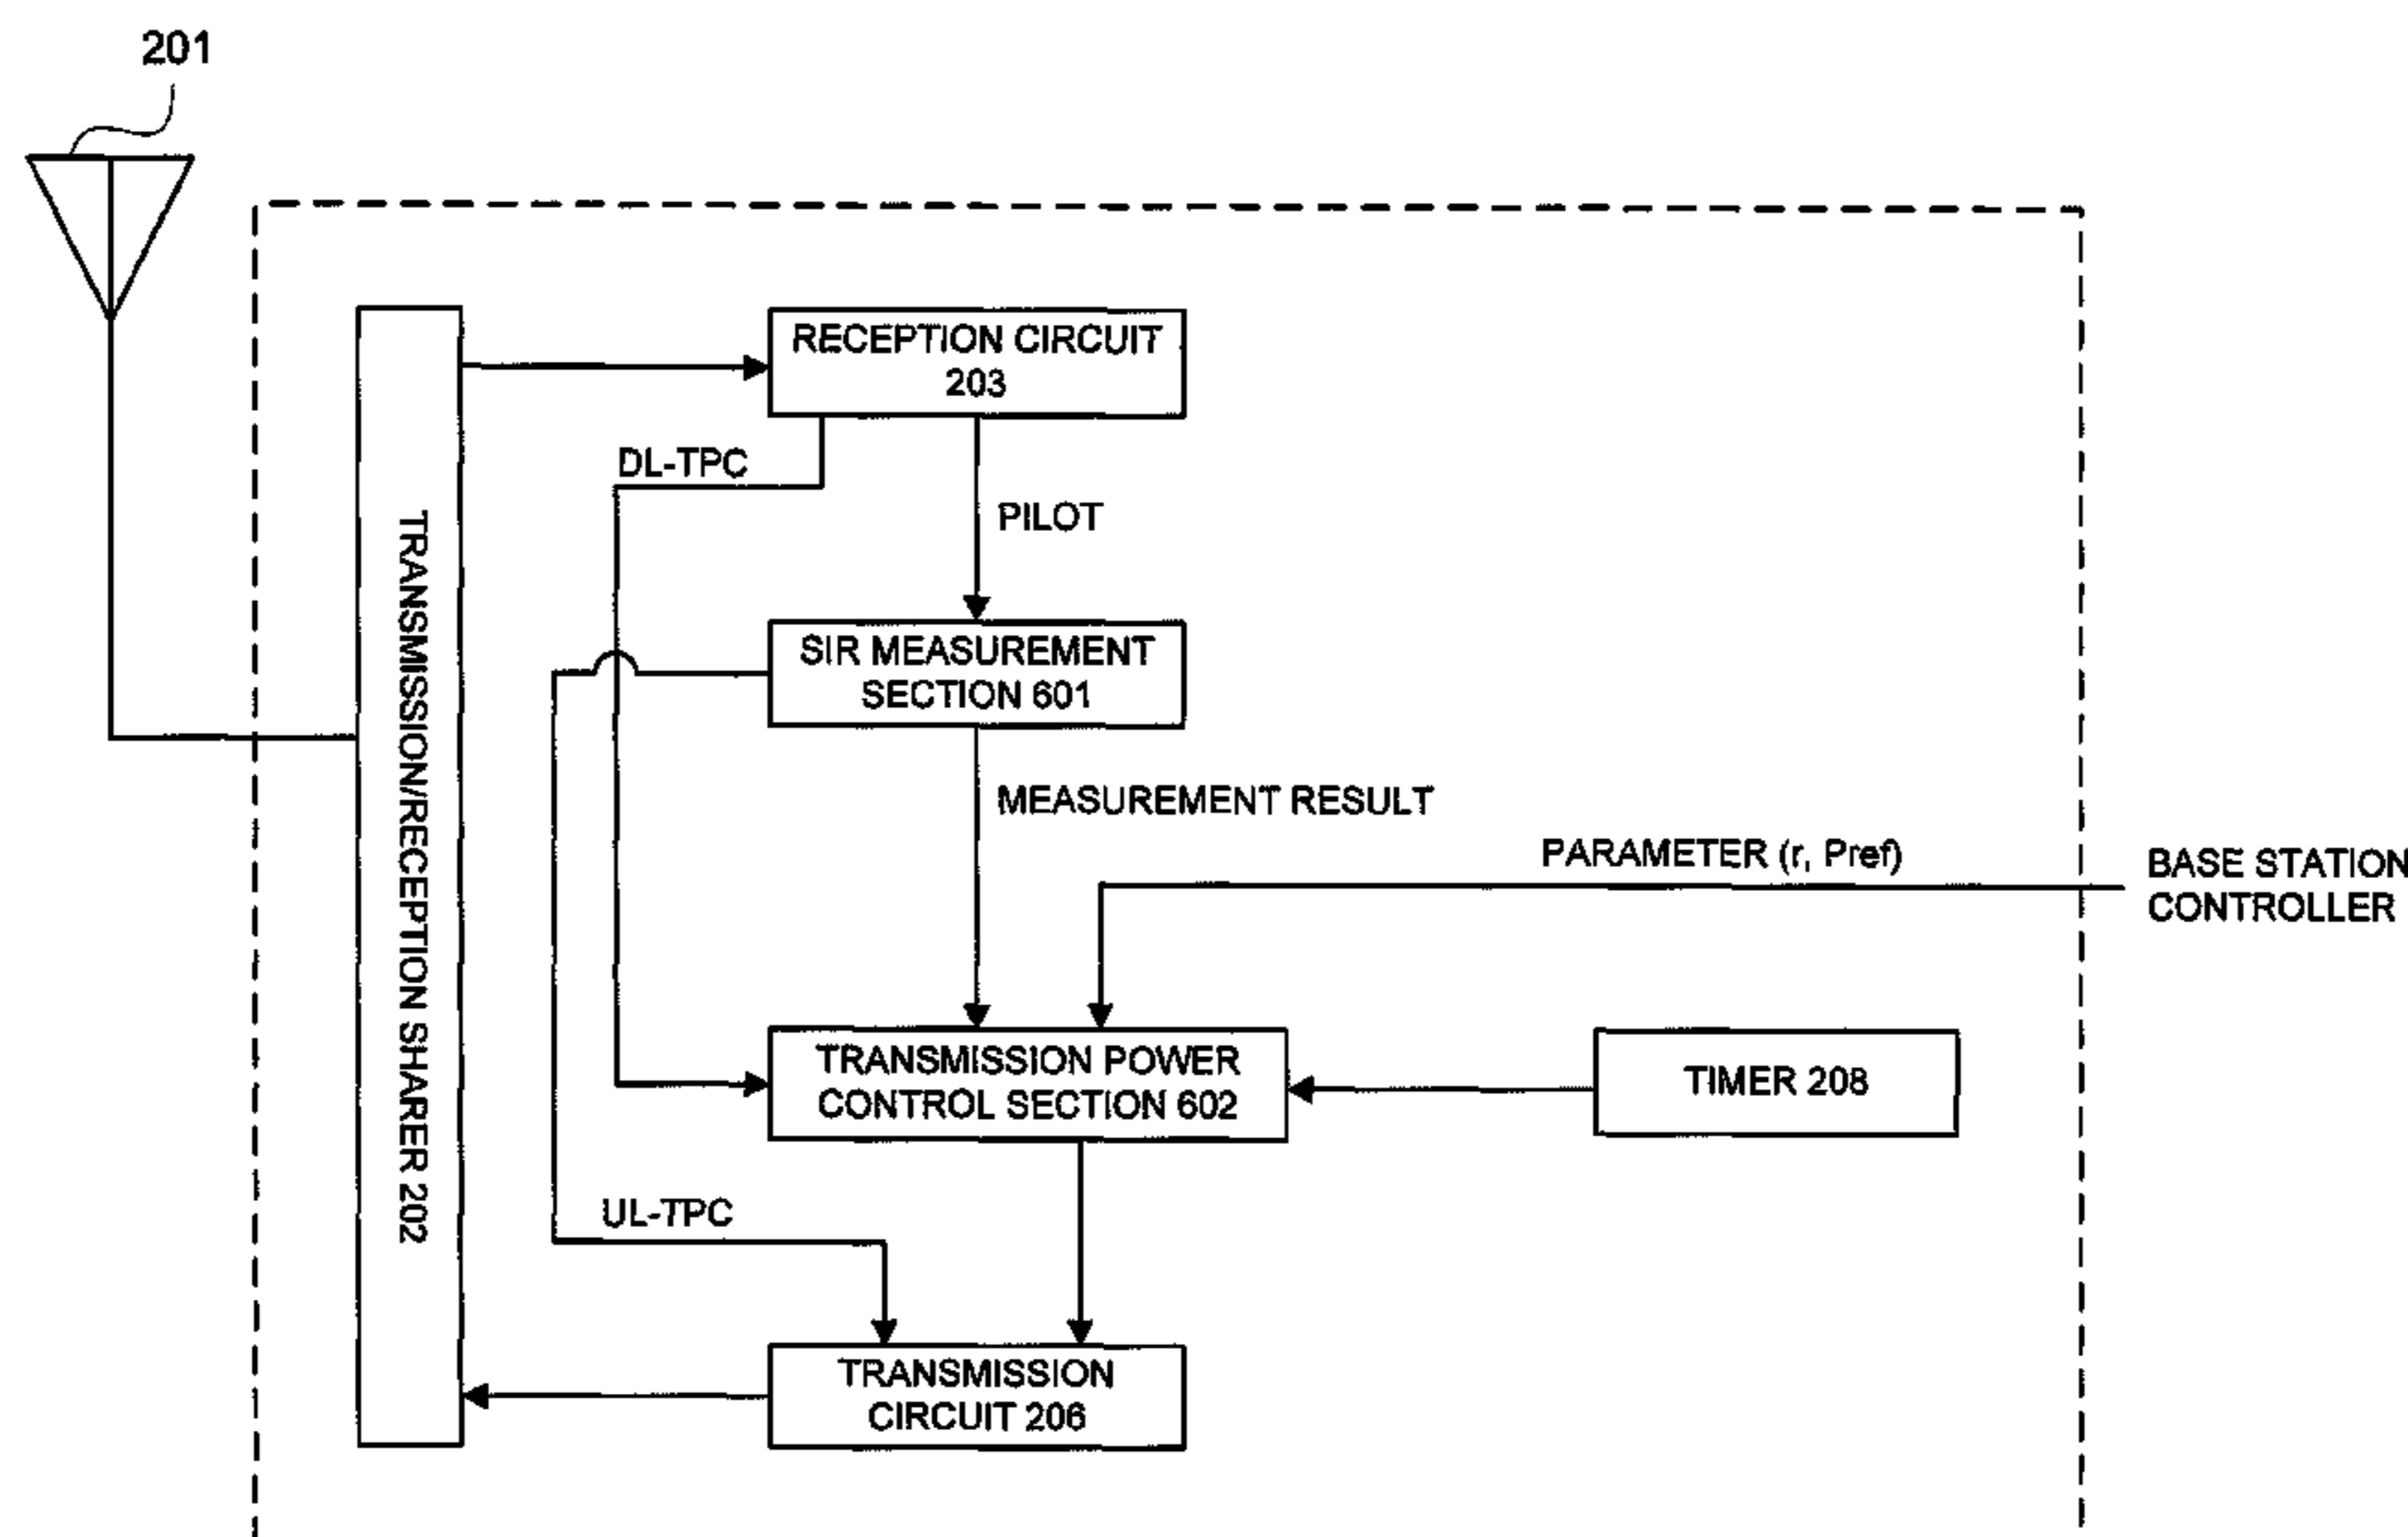 201
RECEPTION CIRCUIT
203
DL-TPC
PILOT
TRANSMISSION/RECEPTION SHARER 202
SIR MEASUREMENT
SECTION 601
MEASUREMENT RESULT
PARAMETER (r, Pref)
BASE STATION
CONTROLLER
TRANSMISSION POWER
CONTROL SECTION 602
TIMER 208
UL-TPC
TRANSMISSION
CIRCUIT 206